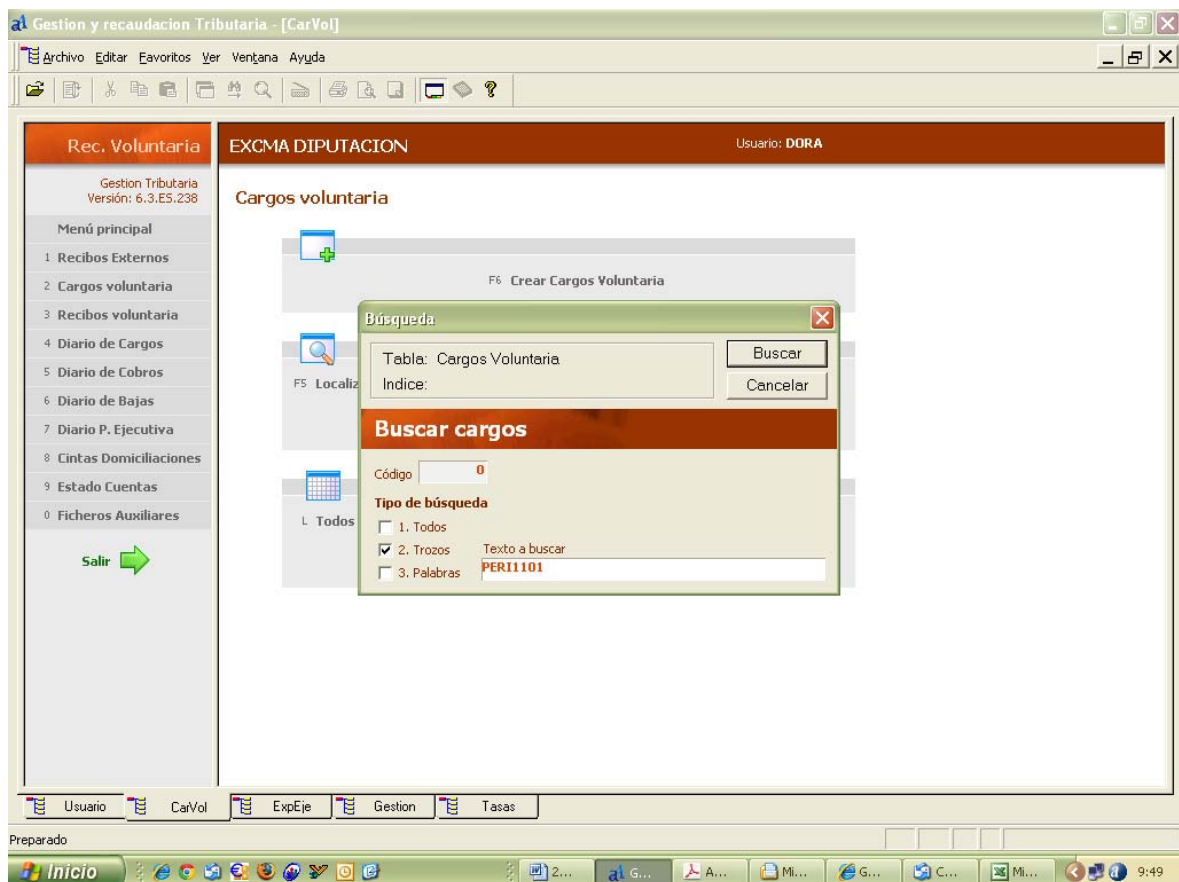 Gestion y recaudacion Tributaria - [CarVol]
Archivo Editar Favoritos Ver Ventana Ayuda
Rec. Voluntaria
EXCMA DIPUTACION
Usuario: DORA
Gestion Tributaria
Versión: 6.3.E5.238
Cargos voluntaria
Menú principal
1 Recibos Externos
2 Cargos voluntaria
3 Recibos voluntaria
4 Diario de Cargos
5 Diario de Cobros
6 Diario de Bajas
7 Diario P. Ejecutiva
8 Cintas Domiciliaciones
9 Estado Cuentas
0 Ficheros Auxiliares
Salir
F6 Crear Cargos Voluntaria
F5 Localiz
L Todos
Búsqueda
Tabla: Cargos Voluntaria
Indice:
Buscar
Cancelar
Buscar cargos
Código 0
Tipo de búsqueda
1. Todos
2. Trozos
Texto a buscar
3. Palabras
PERI1101
Usuario CarVol ExpEje Gestion Tasas
Preparado
Inicio 2... G... A... Mi... G... C... Mi... 9:49